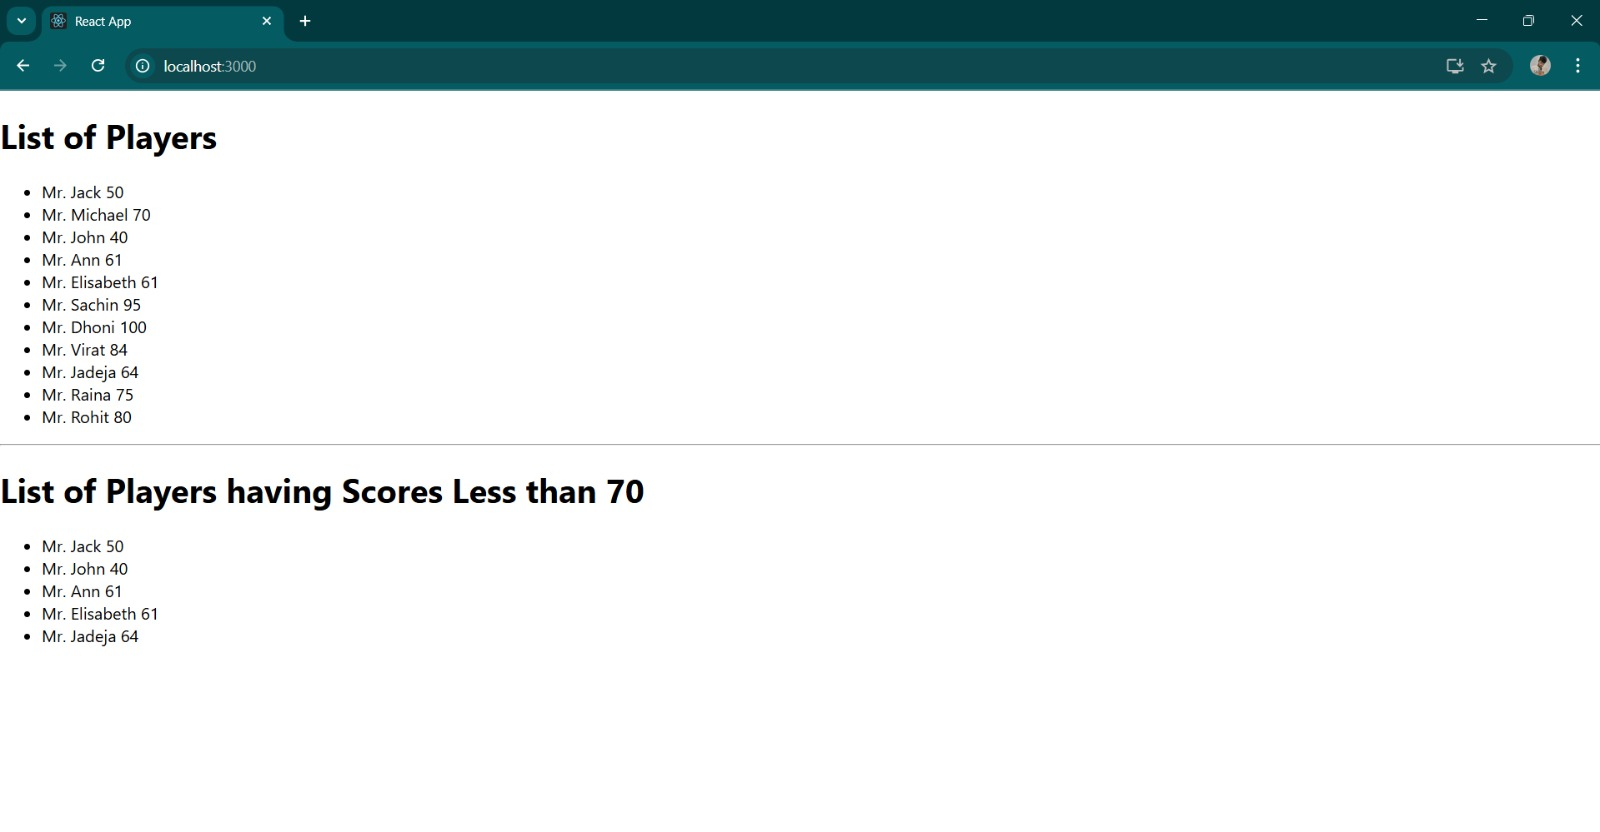 React App
localhost:3000
List of Players
Mr. Jack 50
Mr. Michael 70
Mr. John 40
Mr. Ann 61
Mr. Elisabeth 61
Mr. Sachin 95
Mr. Dhoni 100
Mr. Virat 84
Mr. Jadeja 64
Mr. Raina 75
Mr. Rohit 80
List of Players having Scores Less than 70
Mr. Jack 50
Mr. John 40
Mr. Ann 61
Mr. Elisabeth 61
Mr. Jadeja 64